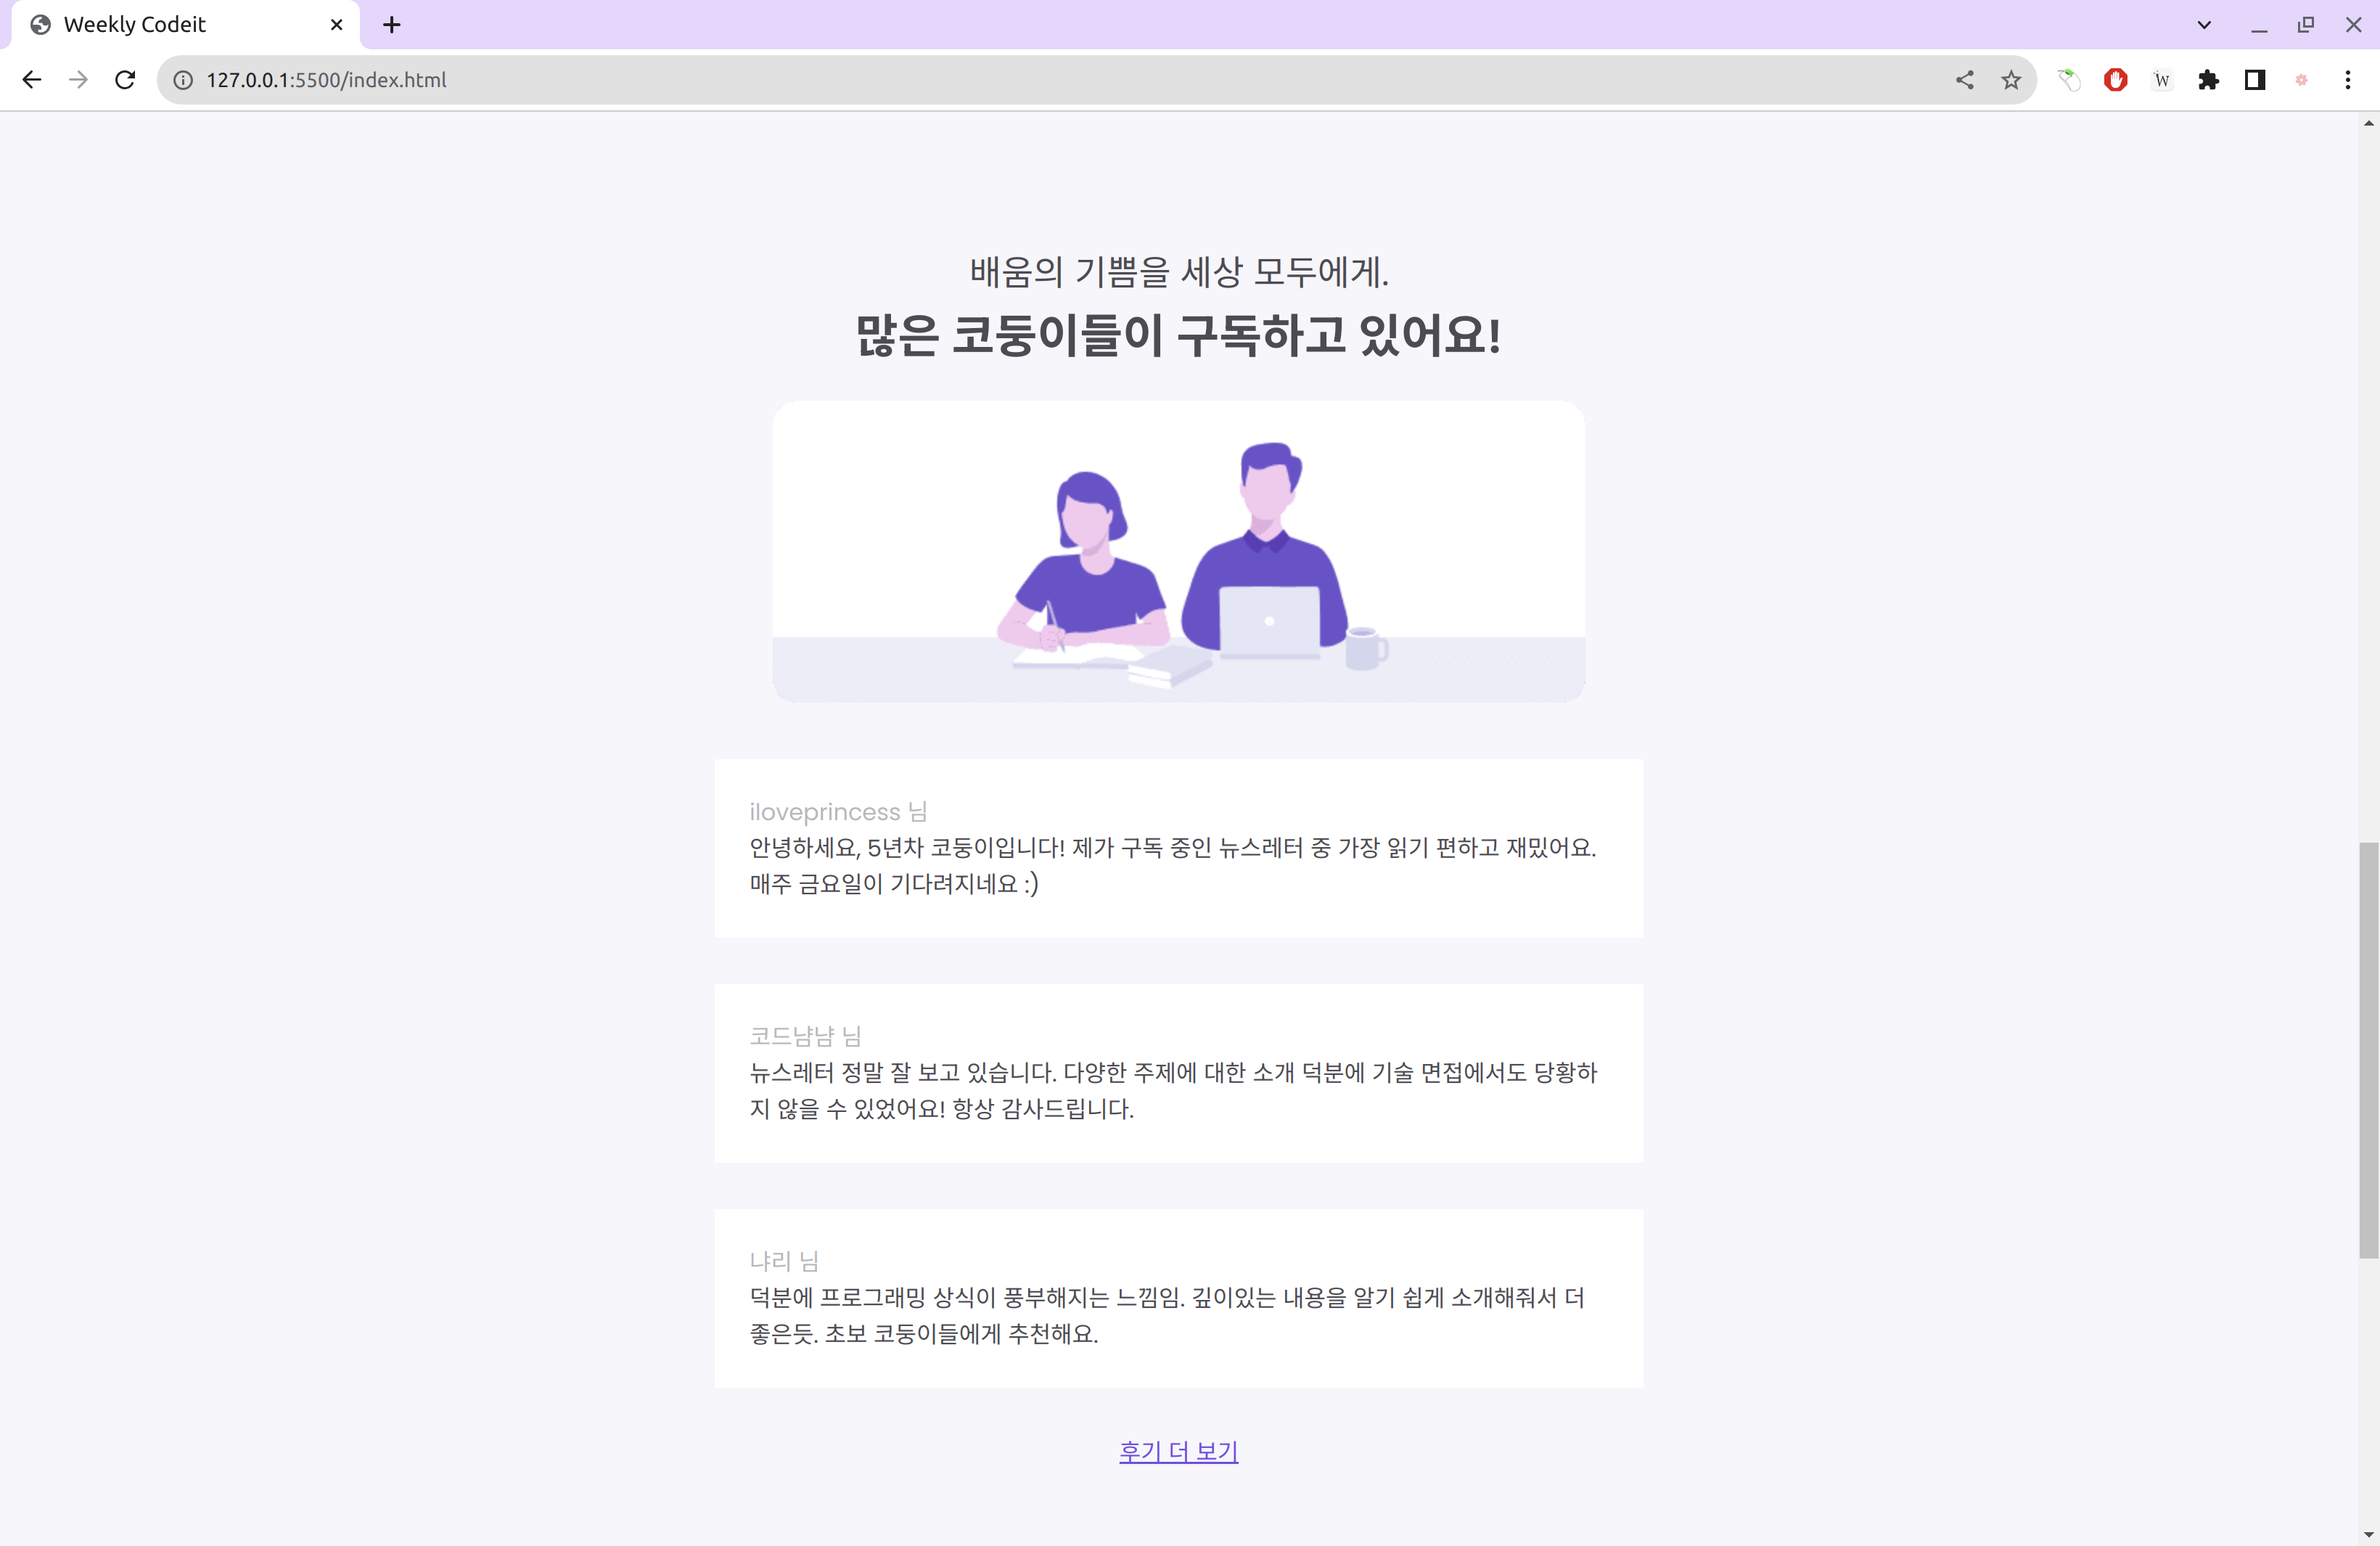 Weekly Codeit
127.0.0.1:5500/index.html
W
배움의 기쁨을 세상 모두에게.
많은 코둥이들이 구독하고 있어요!
iloveprincess 님
안녕하세요, 5년차 코둥이입니다! 제가 구독 중인 뉴스레터 중 가장 읽기 편하고 재밌어요.
매주 금요일이 기다려지네요 :)
코드냠냠 님
뉴스레터 정말 잘 보고 있습니다. 다양한 주제에 대한 소개 덕분에 기술 면접에서도 당황하
지 않을 수 있었어요! 항상 감사드립니다.
냐리 님
덕분에 프로그래밍 상식이 풍부해지는 느낌임. 깊이있는 내용을 알기 쉽게 소개해줘서 더
좋은듯. 초보 코둥이들에게 추천해요.
후기 더 보기